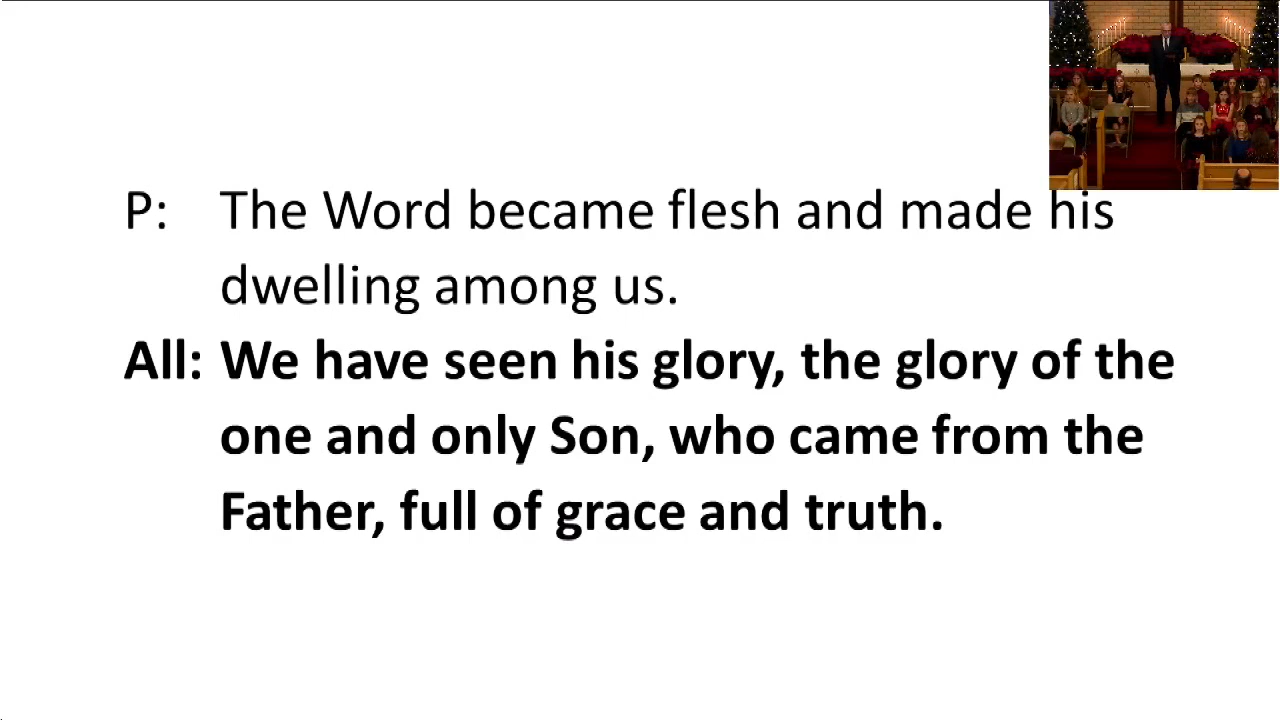 P: The Word became flesh and made his
dwelling among us.
All: We have seen his glory, the glory of the
one and only Son, who came from the
Father, full of grace and truth.